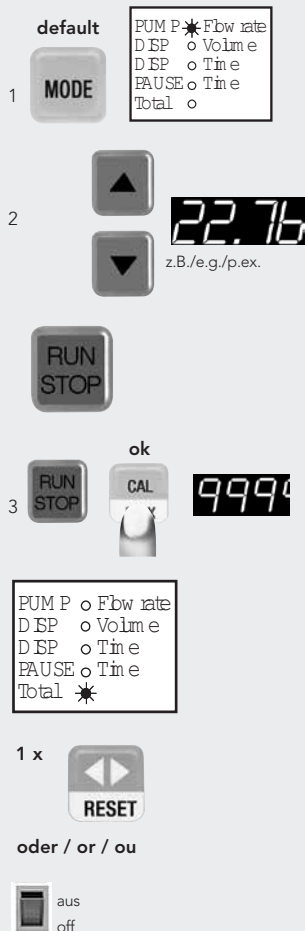 default
PUMP Flow rate
DISP o Volume
DISP o Time
PAUSE o Time
Total o
1 MODE
2
22.76
z.B./e.g./p.ex.
RUN
STOP
ok
3 RUN
STOP
CAL
999
PUMP o Flow rate
DISP o Volume
DISP o Time
PAUSE o Time
Total
1 x
RESET
oder / or / ou
aus
off